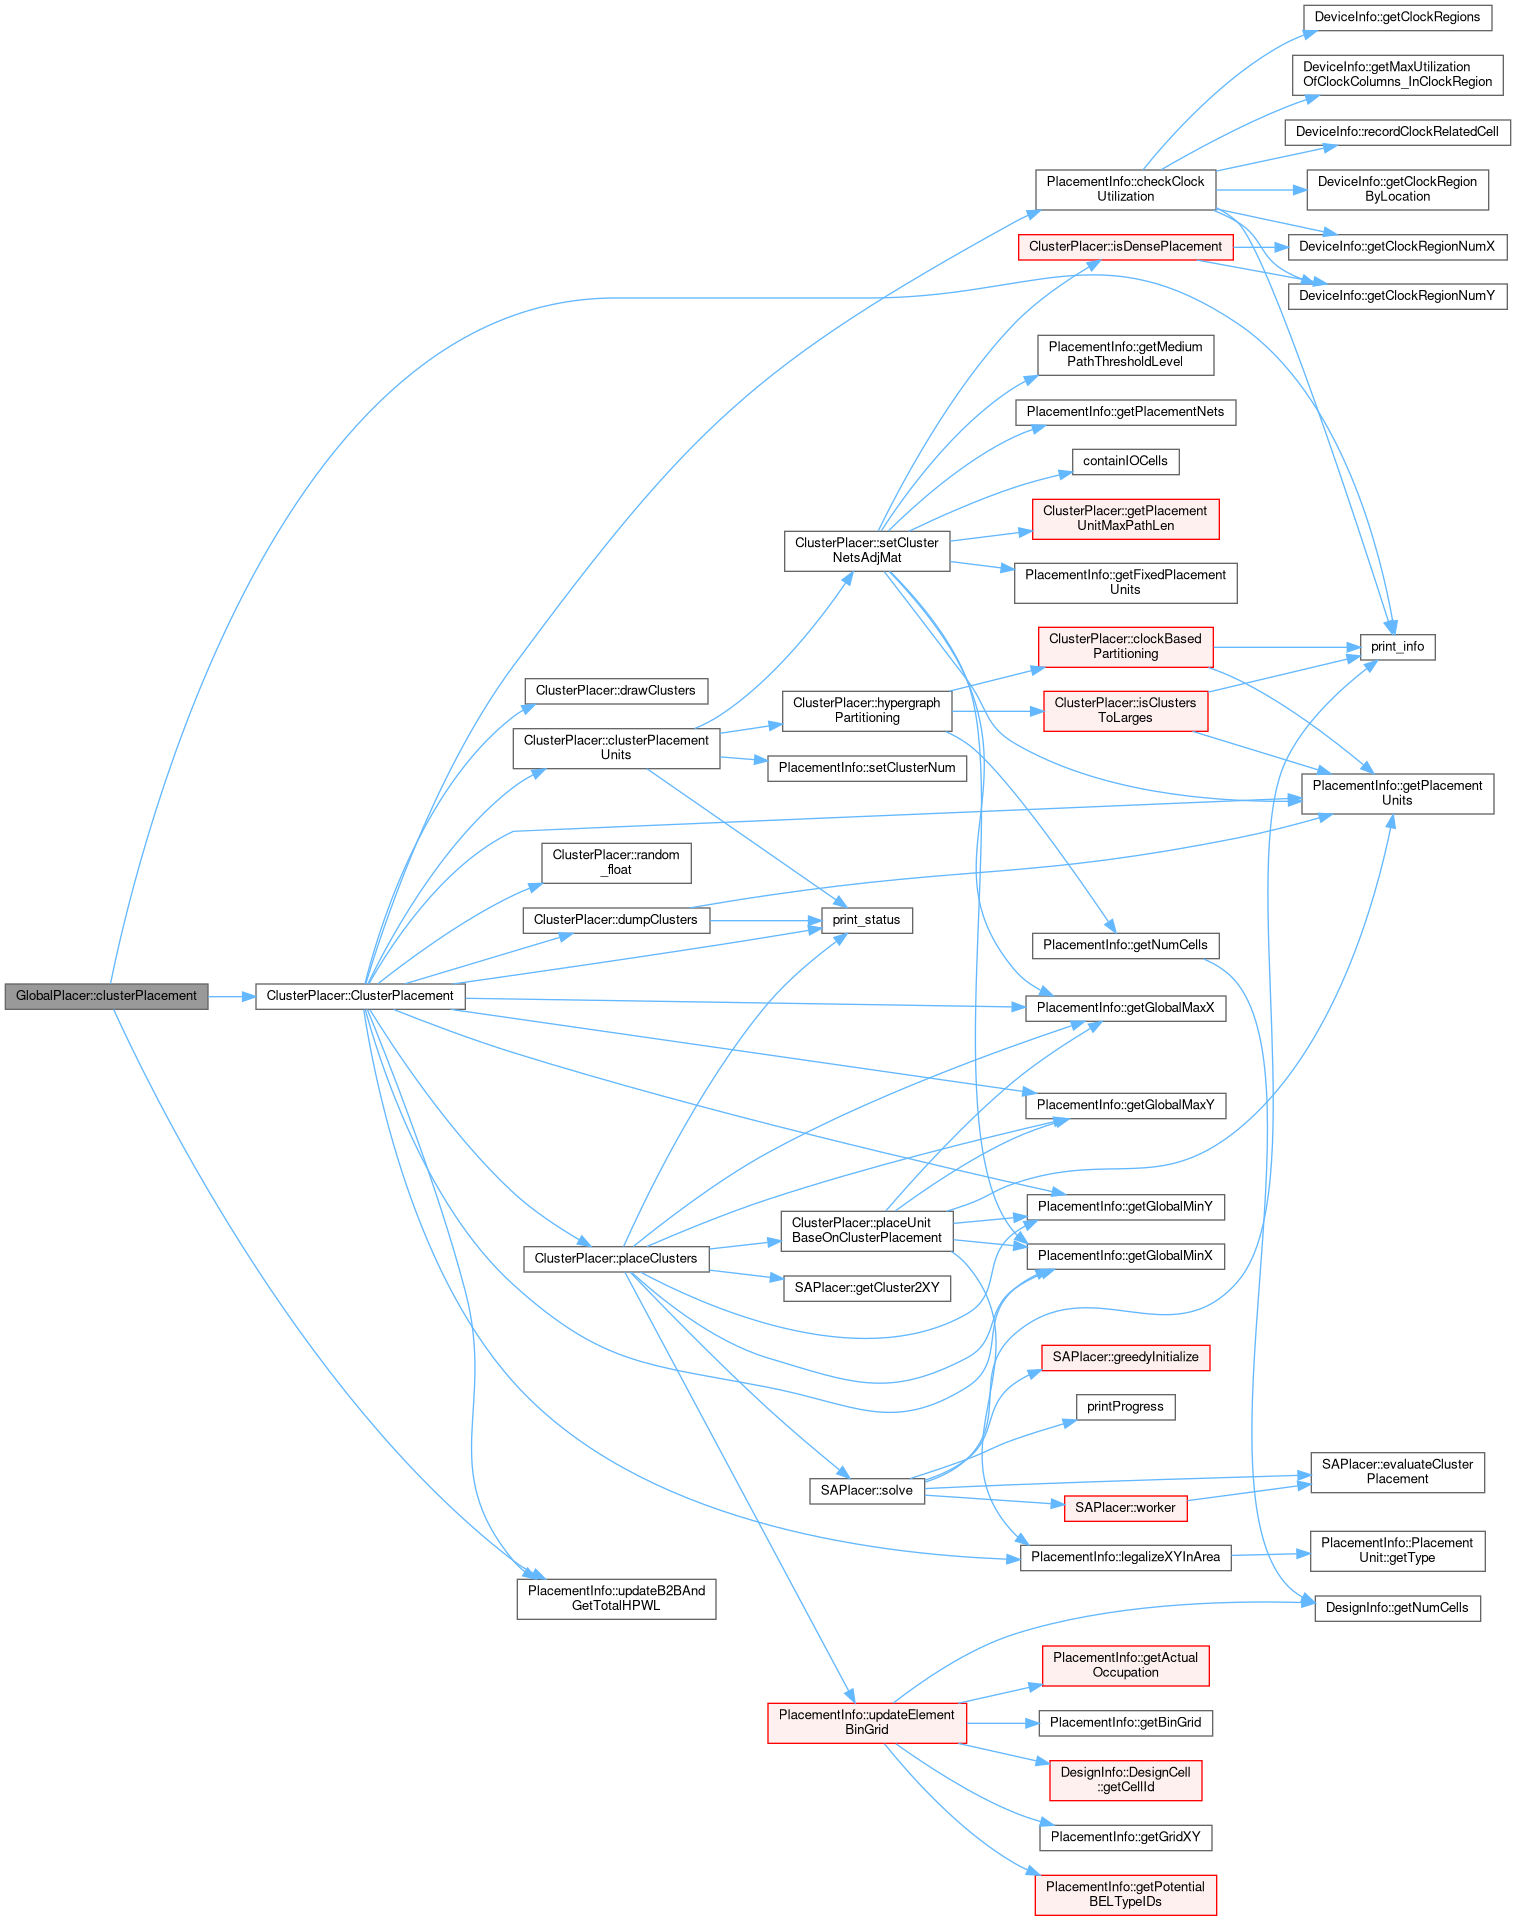 DeviceInfo::getClockRegions
DeviceInfo::getMaxUtilization
OfClockColumns_InClockRegion
DeviceInfo::recordClockRelatedCell
PlacementInfo::checkClock
Utilization
DeviceInfo::getClockRegion
ByLocation
ClusterPlacer::isDensePlacement
DeviceInfo::getClockRegionNumX
DeviceInfo::getClockRegionNumY
PlacementInfo::getMedium
PathThresholdLevel
PlacementInfo::getPlacementNets
containIOCells
ClusterPlacer::getPlacement
UnitMaxPathLen
ClusterPlacer::setCluster
NetsAdjMat
PlacementInfo::getFixedPlacement
Units
ClusterPlacer::clockBased
Partitioning
print_info
ClusterPlacer::drawClusters
ClusterPlacer::hypergraph
Partitioning
ClusterPlacer::isClusters
ToLarges
ClusterPlacer::clusterPlacement
Units
PlacementInfo::setClusterNum
PlacementInfo::getPlacement
Units
ClusterPlacer::random
_float
ClusterPlacer::dumpClusters
print_status
PlacementInfo::getNumCells
GlobalPlacer::clusterPlacement
ClusterPlacer::ClusterPlacement
PlacementInfo::getGlobalMaxX
PlacementInfo::getGlobalMaxY
PlacementInfo::getGlobalMinY
ClusterPlacer::placeUnit
BaseOnClusterPlacement
ClusterPlacer::placeClusters
PlacementInfo::getGlobalMinX
SAPlacer::getCluster2XY
SAPlacer::greedyInitialize
printProgress
SAPlacer::evaluateCluster
Placement
SAPlacer::solve
SAPlacer::worker
PlacementInfo::legalizeXYInArea
PlacementInfo::Placement
Unit::getType
PlacementInfo::updateB2BAnd
GetTotalHPWL
DesignInfo::getNumCells
PlacementInfo::getActual
Occupation
PlacementInfo::updateElement
BinGrid
PlacementInfo::getBinGrid
DesignInfo::DesignCell
::getCellId
PlacementInfo::getGridXY
PlacementInfo::getPotential
BELTypeIDs